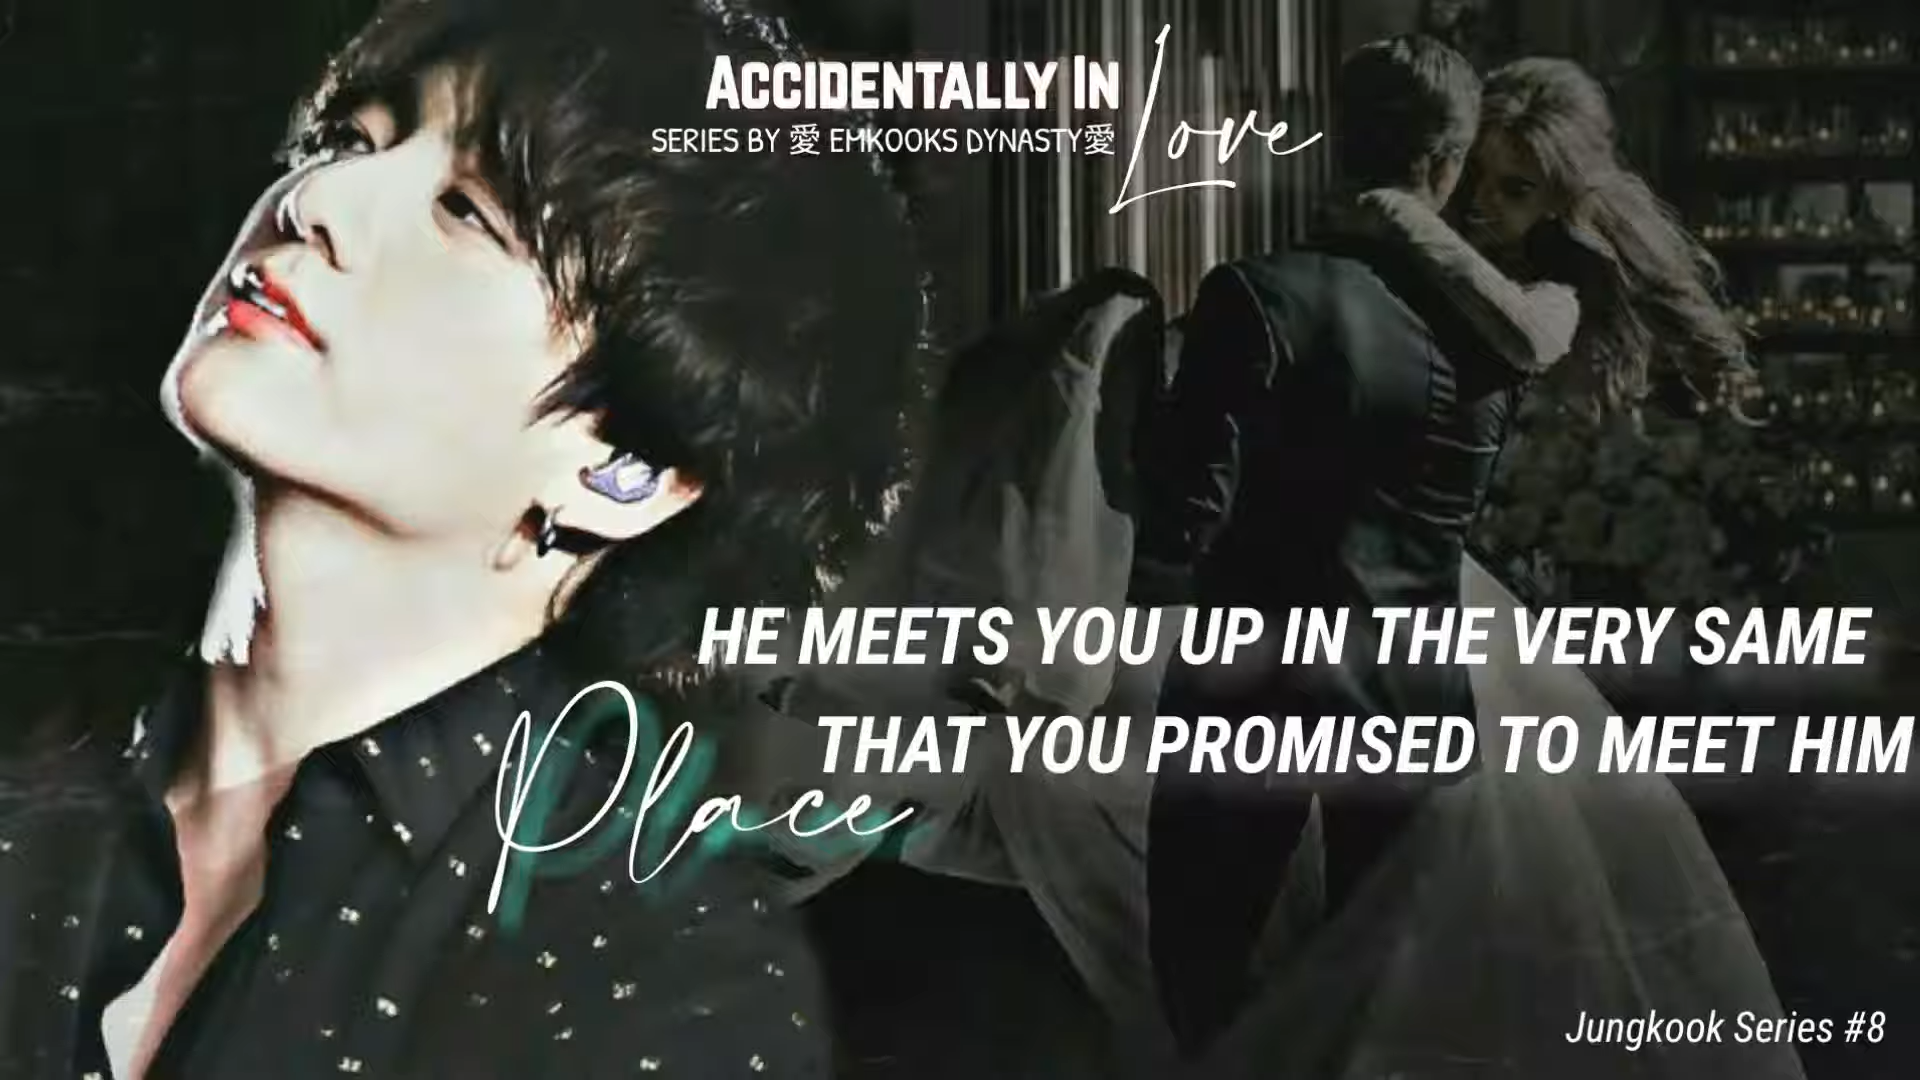 ACCIDENTALLY IN Love
SERIES BY 愛 EMKOOKS DYNASTY愛
HE MEETS YOU UP IN THE VERY SAME
THAT YOU PROMISED TO MEET HIM
Place
Jungkook Series #8